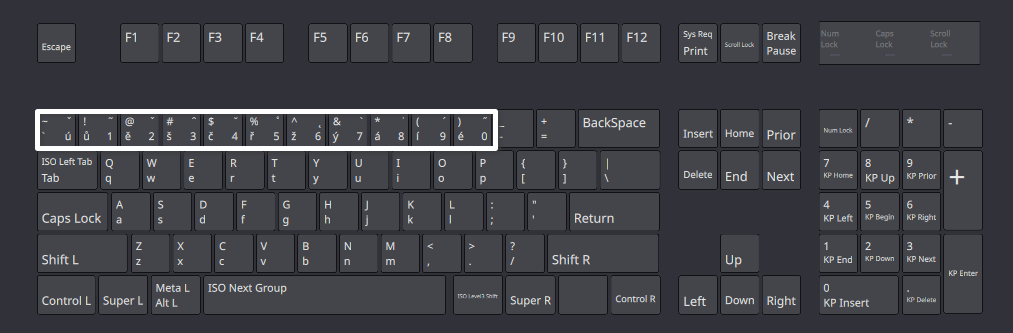 Escape
F1 F2 F3 F4 F5 F6 F7 F8 F9 F10 F11 F12
Sys Req
Print
Scroll Lock
Break
Pause
Num
Lock
Caps
Lock
Scroll
Lock
~ ! @ # $ % ^ & * ( ) _ +
` ú ů 1 ě 2 š 3 č 4 ř 5 ž 6 ý 7 á 8 í 9 é 0 - =
BackSpace
Insert Home Prior
Num Lock / * -
ISO Left Tab
Tab
Q W E R T Y U I O P { } |
q w e r t y u i o p [ ] \
Delete End Next
7 8 9 +
KP Home KP Up KP Prior
Caps Lock
A S D F G H J K L : "
a s d f g h j k l ; '
Return
4 5 6
KP Left KP Begin KP Right
Shift L
Z X C V B N M < > ?
z x c v b n m , . /
Shift R
Up
1 2 3
KP End KP Down KP Next
KP Enter
Control L Super L
Meta L
Alt L
ISO Next Group
ISO Level3 Shift
Super R
Control R
Left Down Right
0 .
KP Insert KP Delete